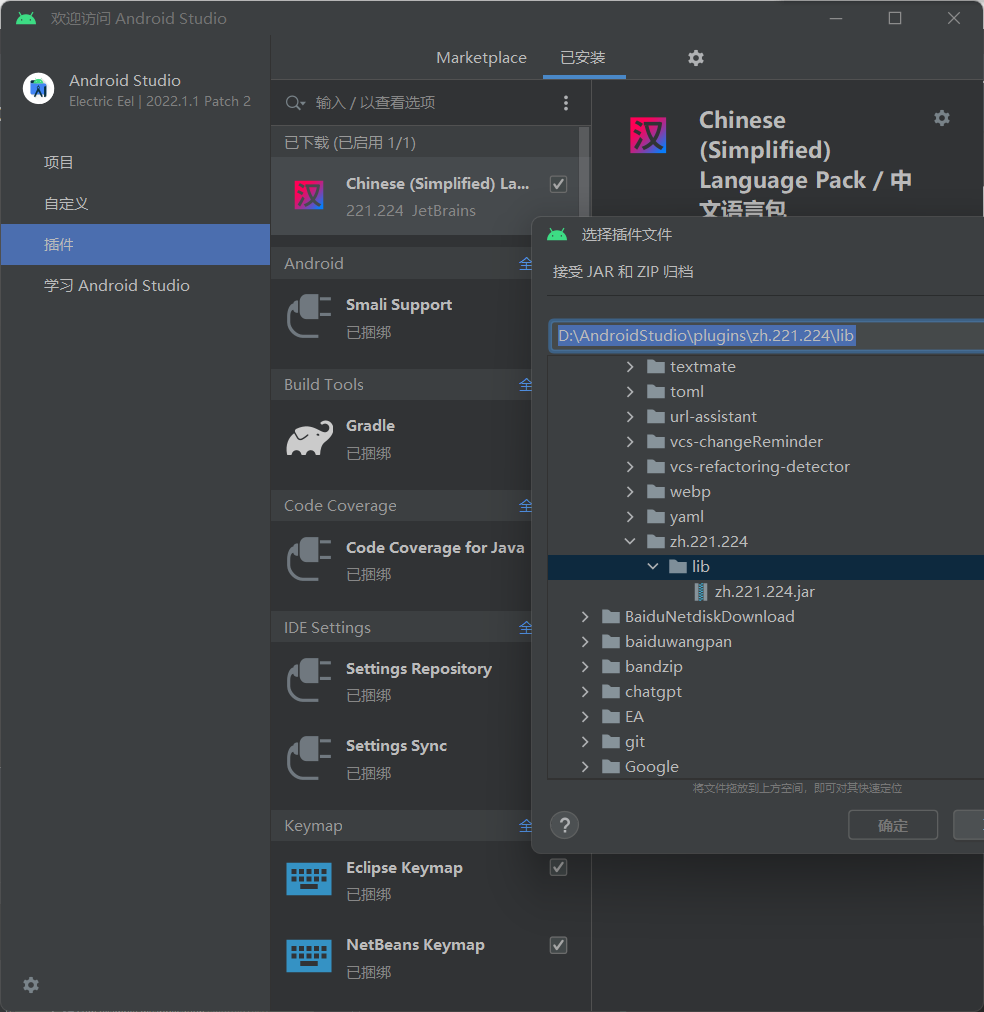 欢迎访问 Android Studio
Android Studio
Electric Eel | 2022.1.1 Patch 2
项目
自定义
插件
学习 Android Studio
Marketplace
已安装
输入 / 以查看选项
已下载 (已启用 1/1)
汉
Chinese (Simplified) La...
221.224 JetBrains
Android
全
Smali Support
已捆绑
Build Tools
全
Gradle
已捆绑
Code Coverage
全
Code Coverage for Java
已捆绑
IDE Settings
全
Settings Repository
已捆绑
Settings Sync
已捆绑
Keymap
全
Eclipse Keymap
已捆绑
NetBeans Keymap
已捆绑
汉
Chinese
(Simplified)
Language Pack / 中
文语言包
选择插件文件
接受 JAR 和 ZIP 归档
D:\AndroidStudio\plugins\zh.221.224\lib
textmate
toml
url-assistant
vcs-changeReminder
vcs-refactoring-detector
webp
yaml
zh.221.224
lib
zh.221.224.jar
BaiduNetdiskDownload
baiduwangpan
bandzip
chatgpt
EA
git
Google
将文件拖放到上方空间，即可对其快速定位
?
确定